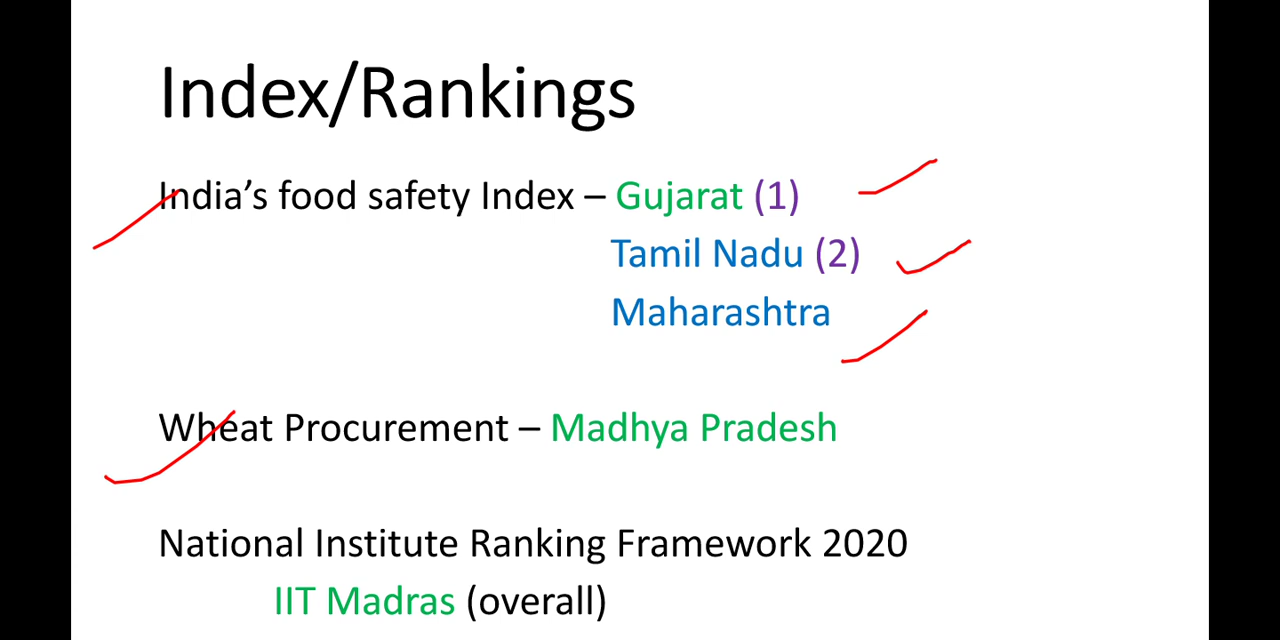 Index/Rankings
India’s food safety Index – Gujarat (1)
Tamil Nadu (2)
Maharashtra
Wheat Procurement – Madhya Pradesh
National Institute Ranking Framework 2020
IIT Madras (overall)